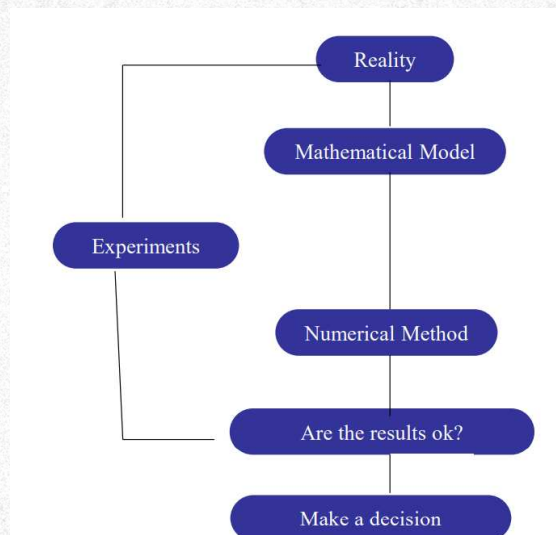 Reality
Mathematical Model
Experiments
Numerical Method
Are the results ok?
Make a decision